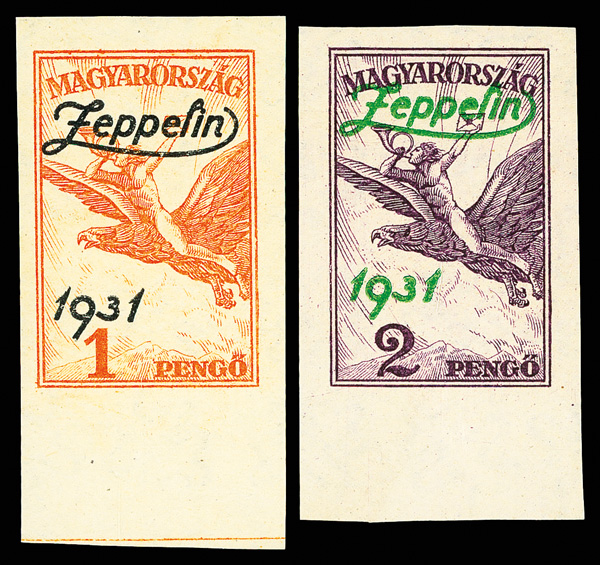 MAGYARORSZÁG
Zeppelin
1931
1 PENGŐ
MAGYARORSZÁG
Zeppelin
1931
2 PENGŐ